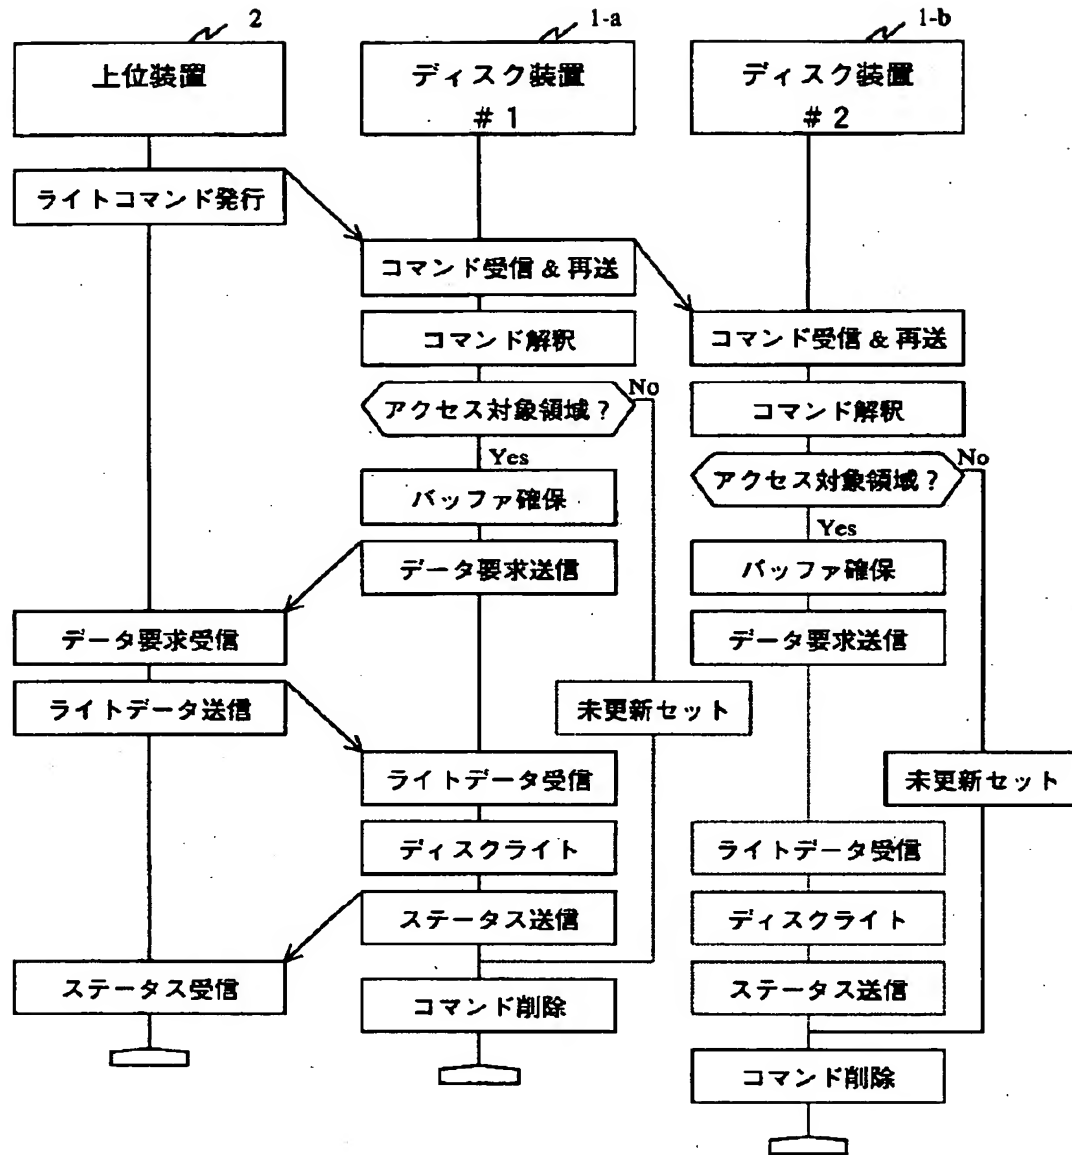 2
上位装置
ライトコマンド発行
データ要求受信
ライトデータ送信
ステータス受信
1-a
ディスク装置
#1
コマンド受信 & 再送
コマンド解釈
アクセス対象領域?
No
Yes
バッファ確保
データ要求送信
未更新セット
ライトデータ受信
ディスクライト
ステータス送信
コマンド削除
1-b
ディスク装置
#2
コマンド受信 & 再送
コマンド解釈
アクセス対象領域?
No
Yes
バッファ確保
データ要求送信
未更新セット
ライトデータ受信
ディスクライト
ステータス送信
コマンド削除